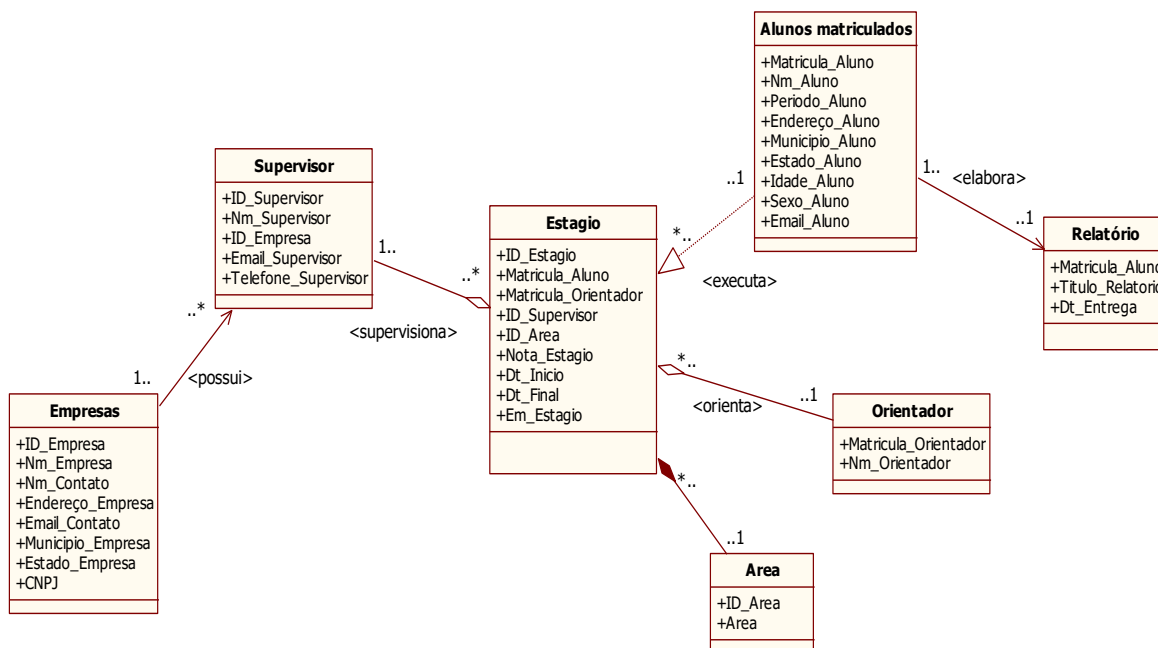 Alunos matriculados
+Matricula_Aluno
+Nm_Aluno
+Periodo_Aluno
+Endereço_Aluno
+Municipio_Aluno
+Estado_Aluno
+Idade_Aluno
+Sexo_Aluno
+Email_Aluno
..1
*..
<executa>
1..
<elabora>
..1
Relatório
+Matricula_Aluno
+Titulo_Relatorio
+Dt_Entrega
Supervisor
+ID_Supervisor
+Nm_Supervisor
+ID_Empresa
+Email_Supervisor
+Telefone_Supervisor
1..
..*
<supervisiona>
Estagio
+ID_Estagio
+Matricula_Aluno
+Matricula_Orientador
+ID_Supervisor
+ID_Area
+Nota_Estagio
+Dt_Inicio
+Dt_Final
+Em_Estagio
..*
1..
<possui>
Empresas
+ID_Empresa
+Nm_Empresa
+Nm_Contato
+Endereço_Empresa
+Email_Contato
+Municipio_Empresa
+Estado_Empresa
+CNPJ
*..
<orienta>
..1
Orientador
+Matricula_Orientador
+Nm_Orientador
*..
..1
Area
+ID_Area
+Area